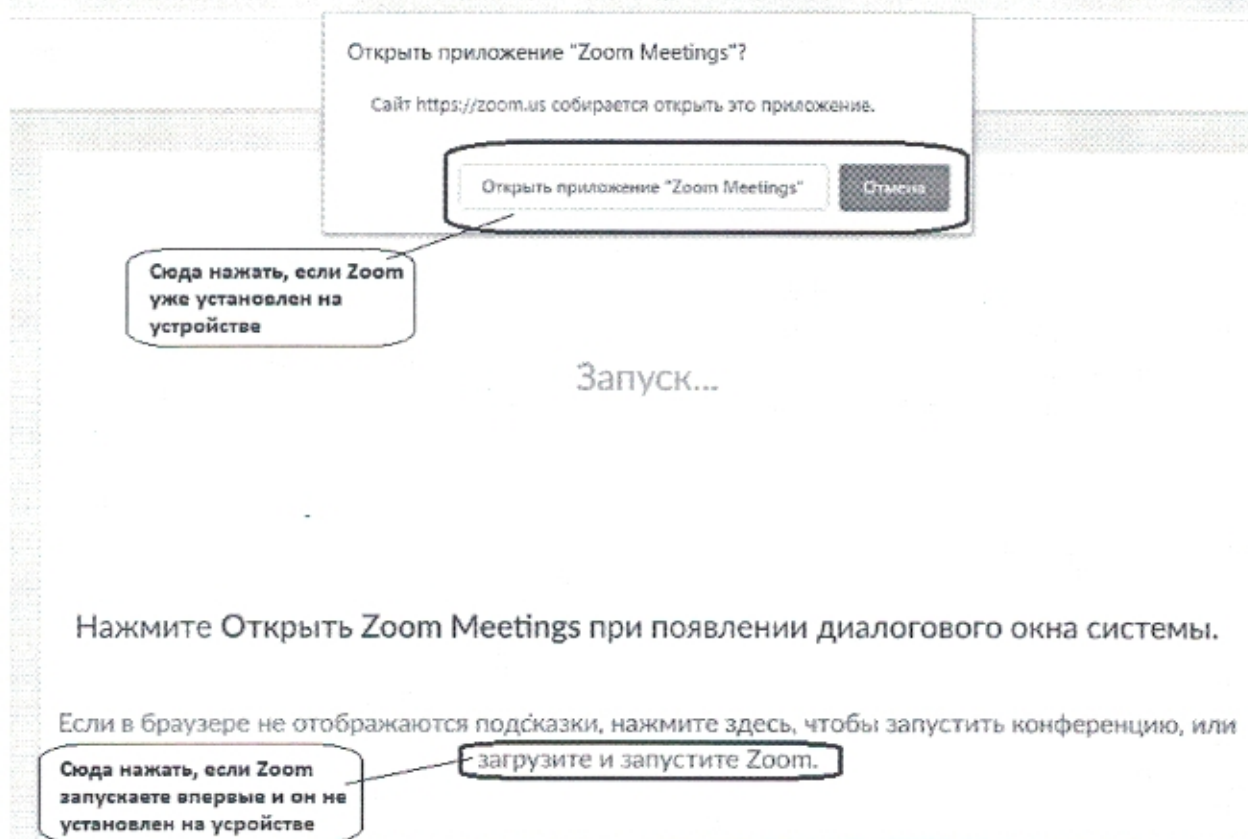 Открыть приложение "Zoom Meetings"?
Сайт https://zoom.us собирается открыть это приложение.
Открыть приложение "Zoom Meetings"
Отмена
Сюда нажать, если Zoom
уже установлен на
устройстве
Запуск...
Нажмите Открыть Zoom Meetings при появлении диалогового окна системы.
Если в браузере не отображаются подсказки, нажмите здесь, чтобы запустить конференцию, или
загрузите и запустите Zoom.
Сюда нажать, если Zoom
запускаете впервые и он не
установлен на усройстве